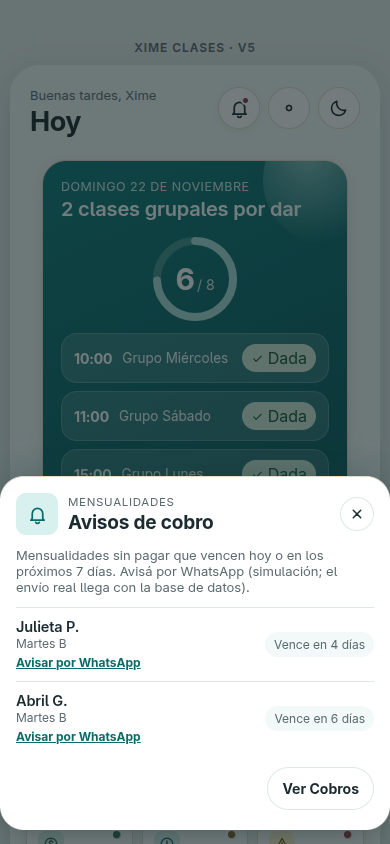 XIME CLASES · V5
Buenas tardes, Xime
Hoy
DOMINGO 22 DE NOVIEMBRE
2 clases grupales por dar
6 / 8
10:00 Grupo Miércoles ✓ Dada
11:00 Grupo Sábado ✓ Dada
15:00 Grupo Lunes ✓ Dada
MENSUALIDADES
Avisos de cobro
Mensualidades sin pagar que vencen hoy o en los
próximos 7 días. Avisá por WhatsApp (simulación; el
envío real llega con la base de datos).
Julieta P.
Martes B
Avisar por WhatsApp
Vence en 4 días
Abril G.
Martes B
Avisar por WhatsApp
Vence en 6 días
Ver Cobros